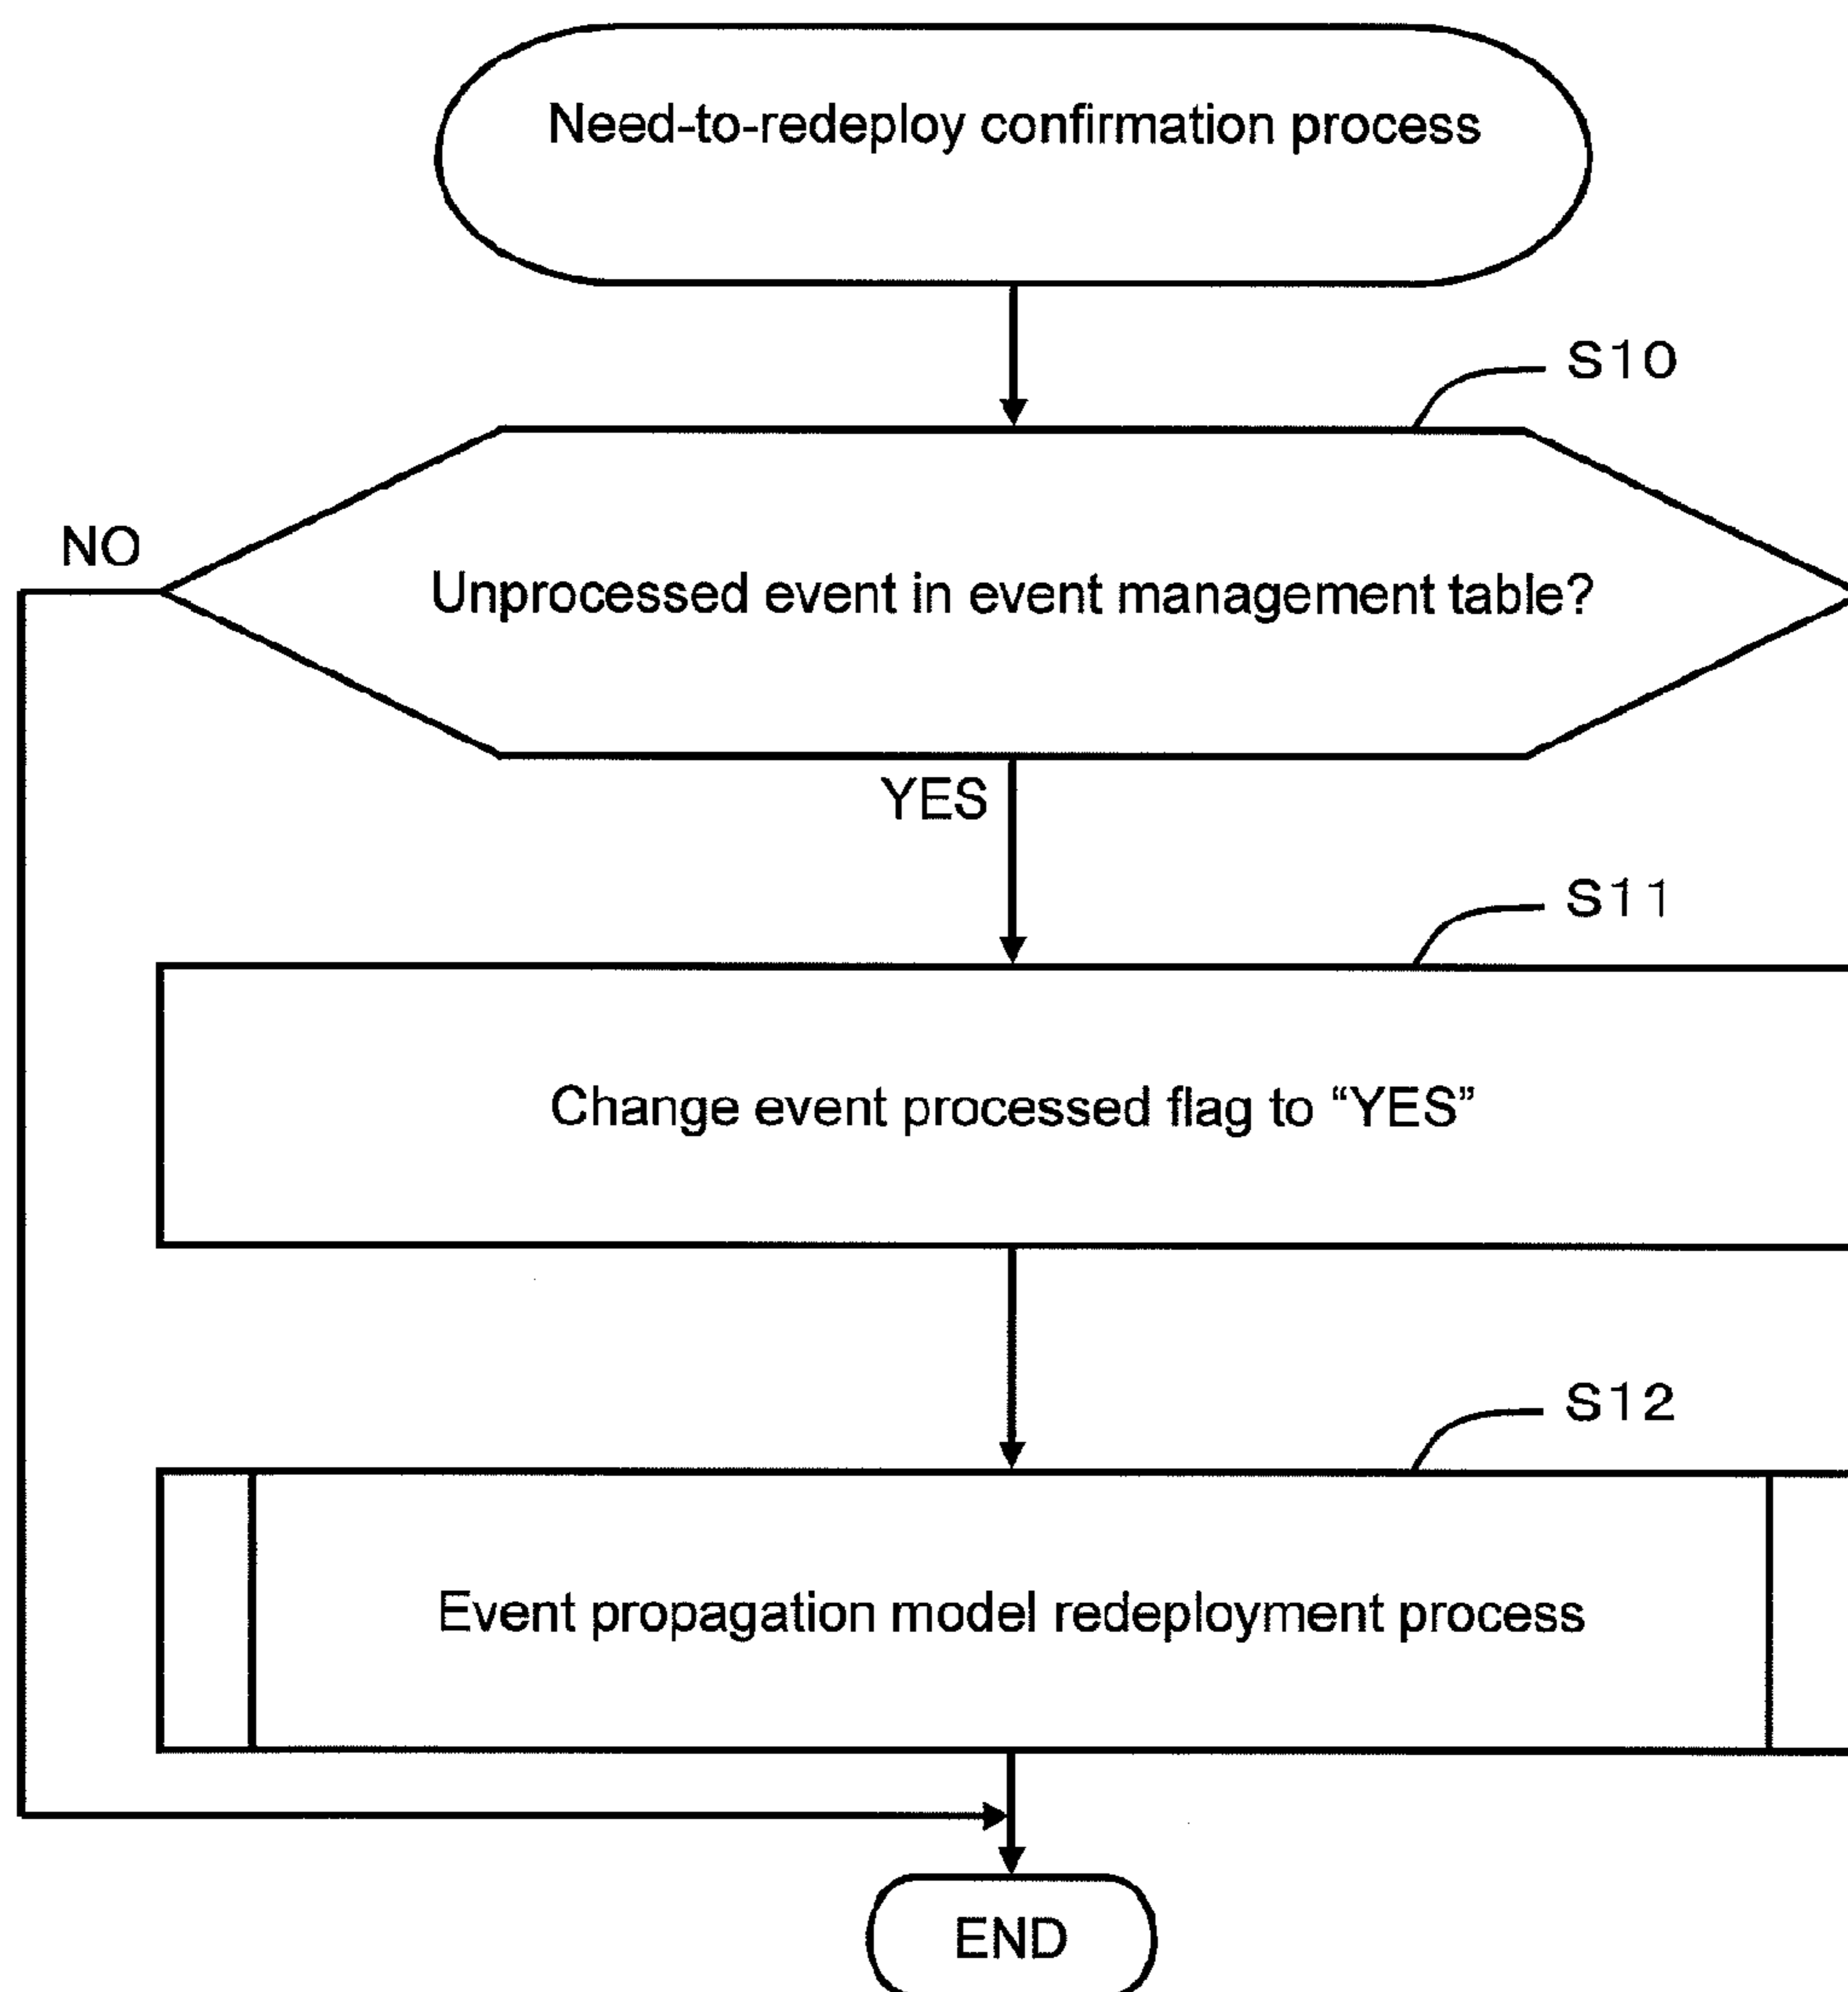 Need-to-redeploy confirmation process
S10
NO
Unprocessed event in event management table?
YES
S11
Change event processed flag to “YES”
S12
Event propagation model redeployment process
END